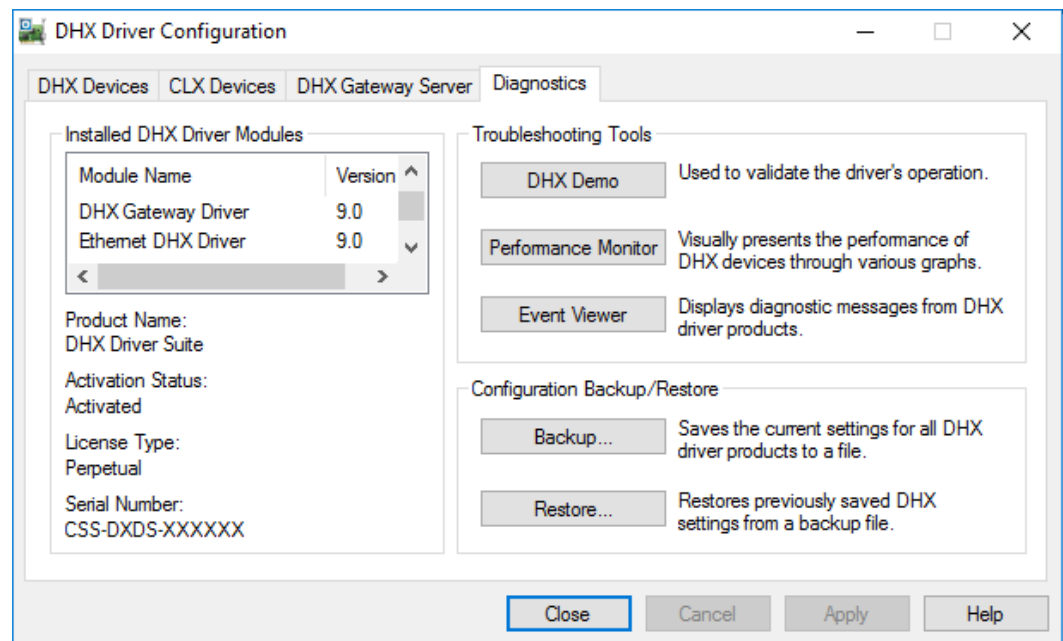 DHX Driver Configuration
DHX Devices CLX Devices DHX Gateway Server Diagnostics
Installed DHX Driver Modules
Module Name Version
DHX Gateway Driver 9.0
Ethernet DHX Driver 9.0
Product Name:
DHX Driver Suite
Activation Status:
Activated
License Type:
Perpetual
Serial Number:
CSS-DXDS-XXXXXX
Troubleshooting Tools
DHX Demo
Used to validate the driver's operation.
Performance Monitor
Visually presents the performance of
DHX devices through various graphs.
Event Viewer
Displays diagnostic messages from DHX
driver products.
Configuration Backup/Restore
Backup...
Saves the current settings for all DHX
driver products to a file.
Restore...
Restores previously saved DHX
settings from a backup file.
Close Cancel Apply Help